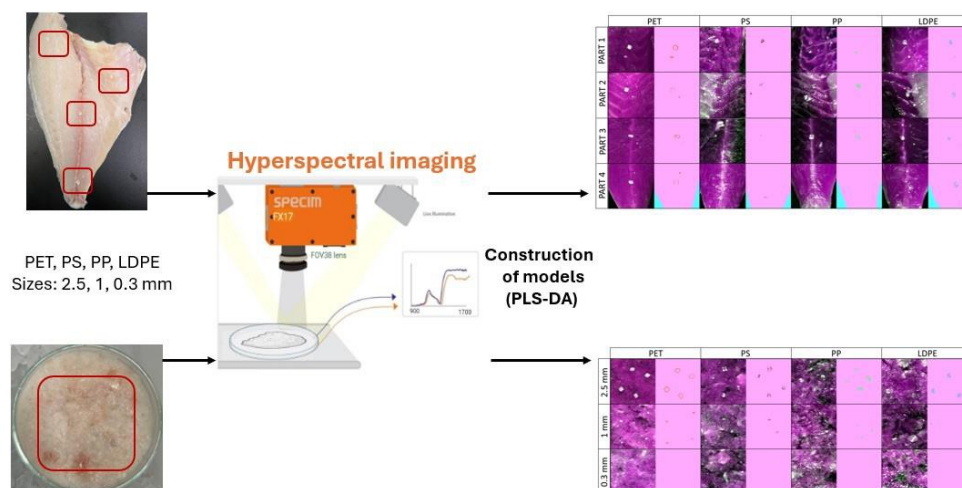 PET PS PP LDPE
PART 1
PART 2
PART 3
PART 4
Hyperspectral imaging
SPECIM
FX17
Line illumination
FOV38 lens
PET, PS, PP, LDPE
Sizes: 2.5, 1, 0.3 mm
900 1700
Construction
of models
(PLS-DA)
PET PS PP LDPE
2.5 mm
1 mm
0.3 mm